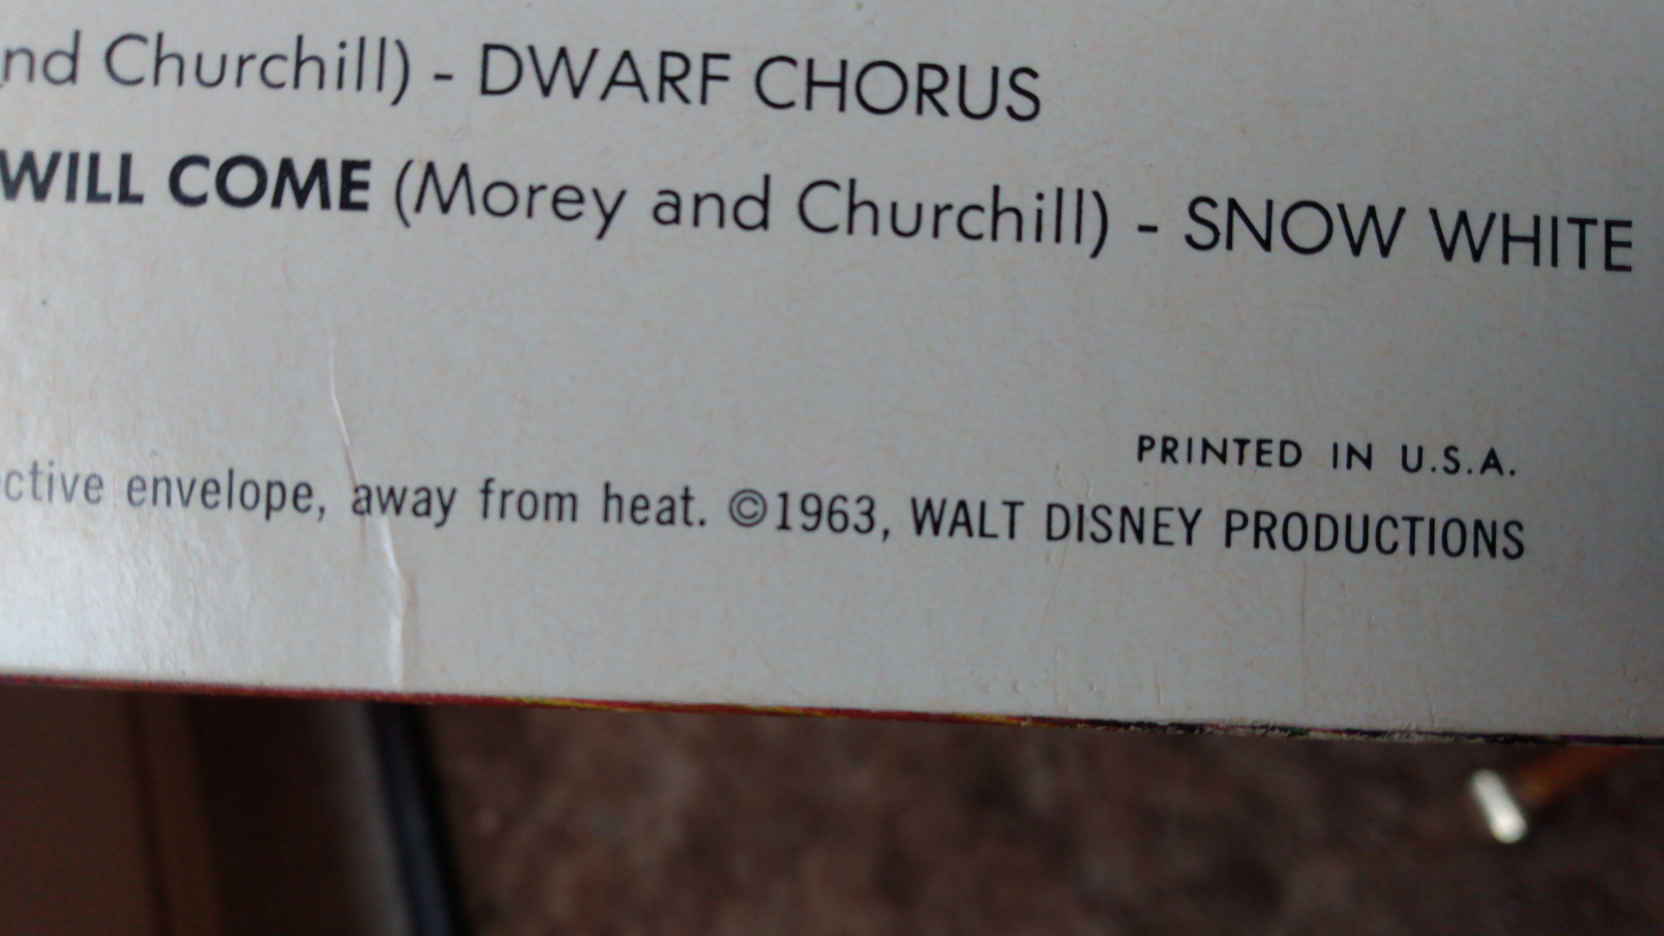 nd Churchill) - DWARF CHORUS
WILL COME (Morey and Churchill) - SNOW WHITE
PRINTED IN U.S.A.
ctive envelope, away from heat. ©1963, WALT DISNEY PRODUCTIONS